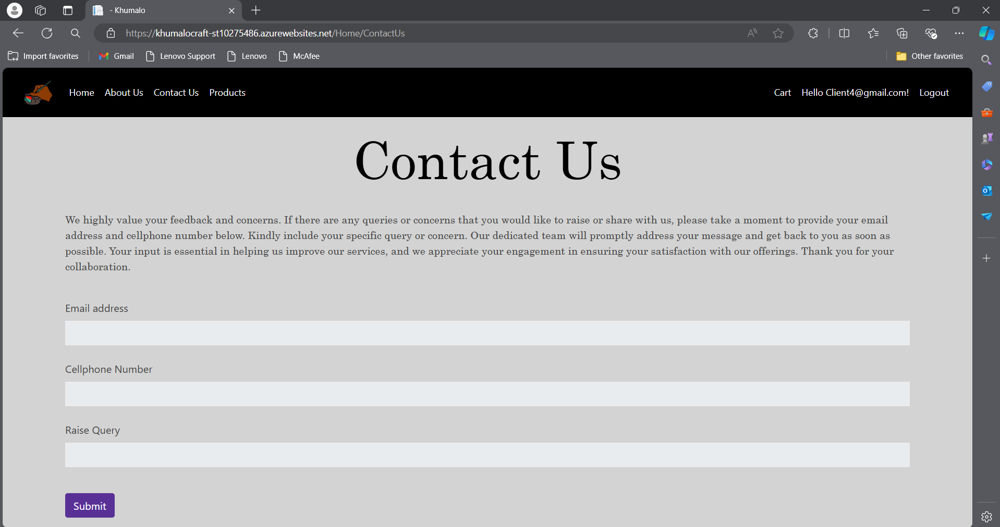 - Khumalo
https://khumalocraft-st10275486.azurewebsites.net/Home/ContactUs
Import favorites Gmail Lenovo Support Lenovo McAfee Other favorites
Home About Us Contact Us Products Cart Hello Client4@gmail.com! Logout
Contact Us
We highly value your feedback and concerns. If there are any queries or concerns that you would like to raise or share with us, please take a moment to provide your email
address and cellphone number below. Kindly include your specific query or concern. Our dedicated team will promptly address your message and get back to you as soon as
possible. Your input is essential in helping us improve our services, and we appreciate your engagement in ensuring your satisfaction with our offerings. Thank you for your
collaboration.
Email address
Cellphone Number
Raise Query
Submit